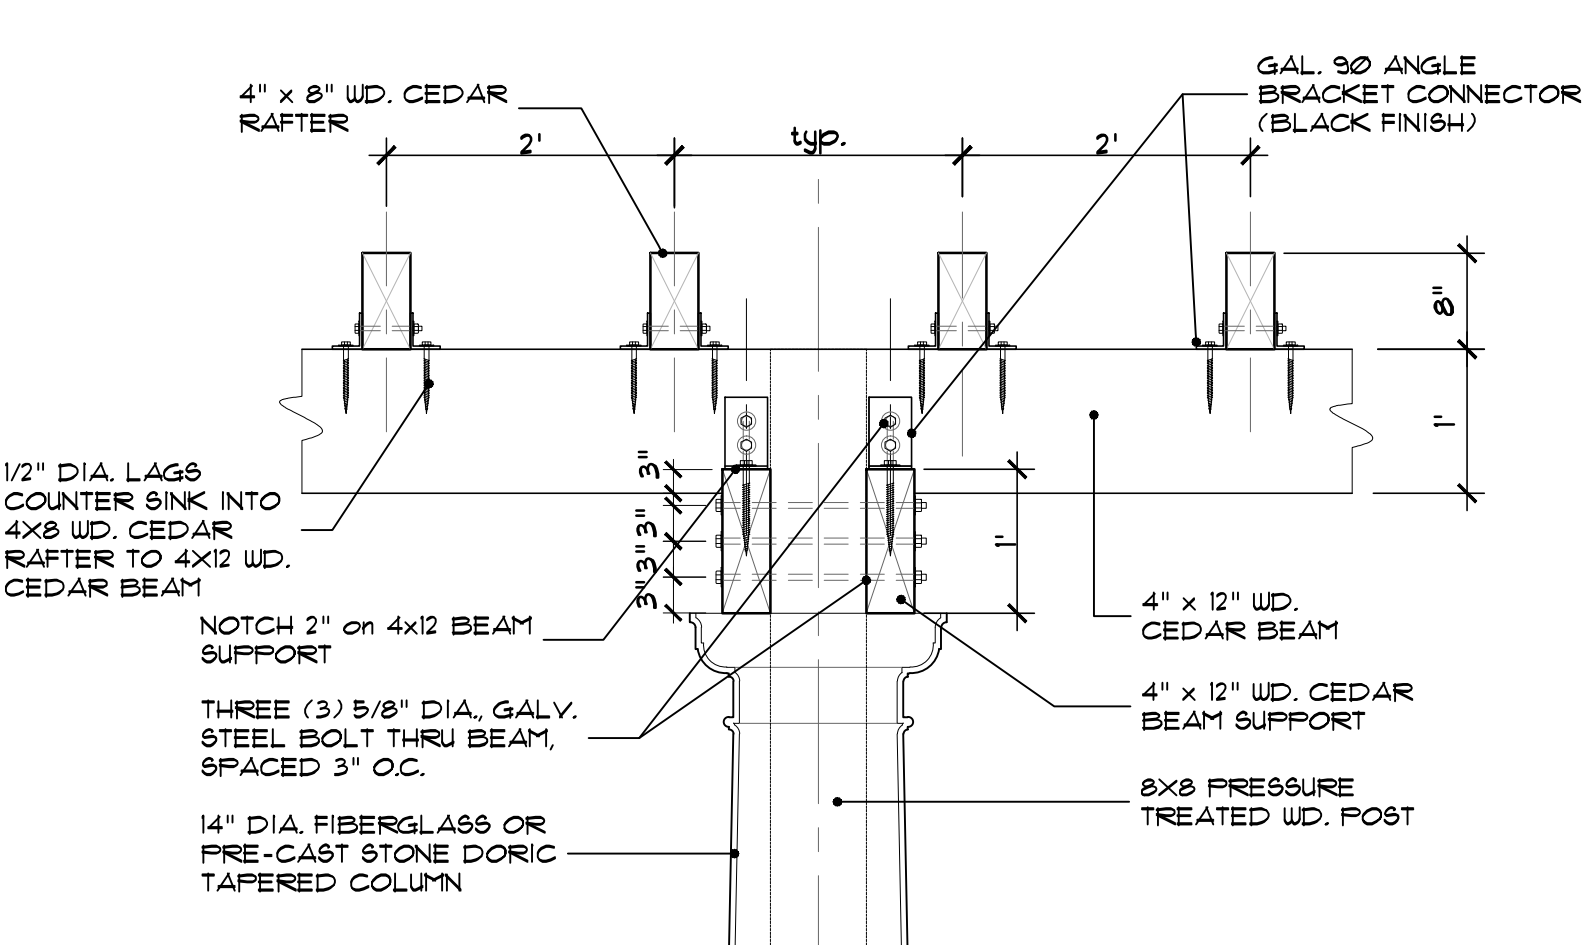 GAL. 90 ANGLE
BRACKET CONNECTOR
(BLACK FINISH)
4" x 8" WD. CEDAR
RAFTER
2'
typ.
2'
8"
1'
1/2" DIA. LAGS
COUNTER SINK INTO
4X8 WD. CEDAR
RAFTER TO 4X12 WD.
CEDAR BEAM
3"
3"
3"
3"
1'
NOTCH 2" on 4x12 BEAM
SUPPORT
4" x 12" WD.
CEDAR BEAM
THREE (3) 5/8" DIA., GALV.
STEEL BOLT THRU BEAM,
SPACED 3" O.C.
4" x 12" WD. CEDAR
BEAM SUPPORT
8X8 PRESSURE
TREATED WD. POST
14" DIA. FIBERGLASS OR
PRE-CAST STONE DORIC
TAPERED COLUMN